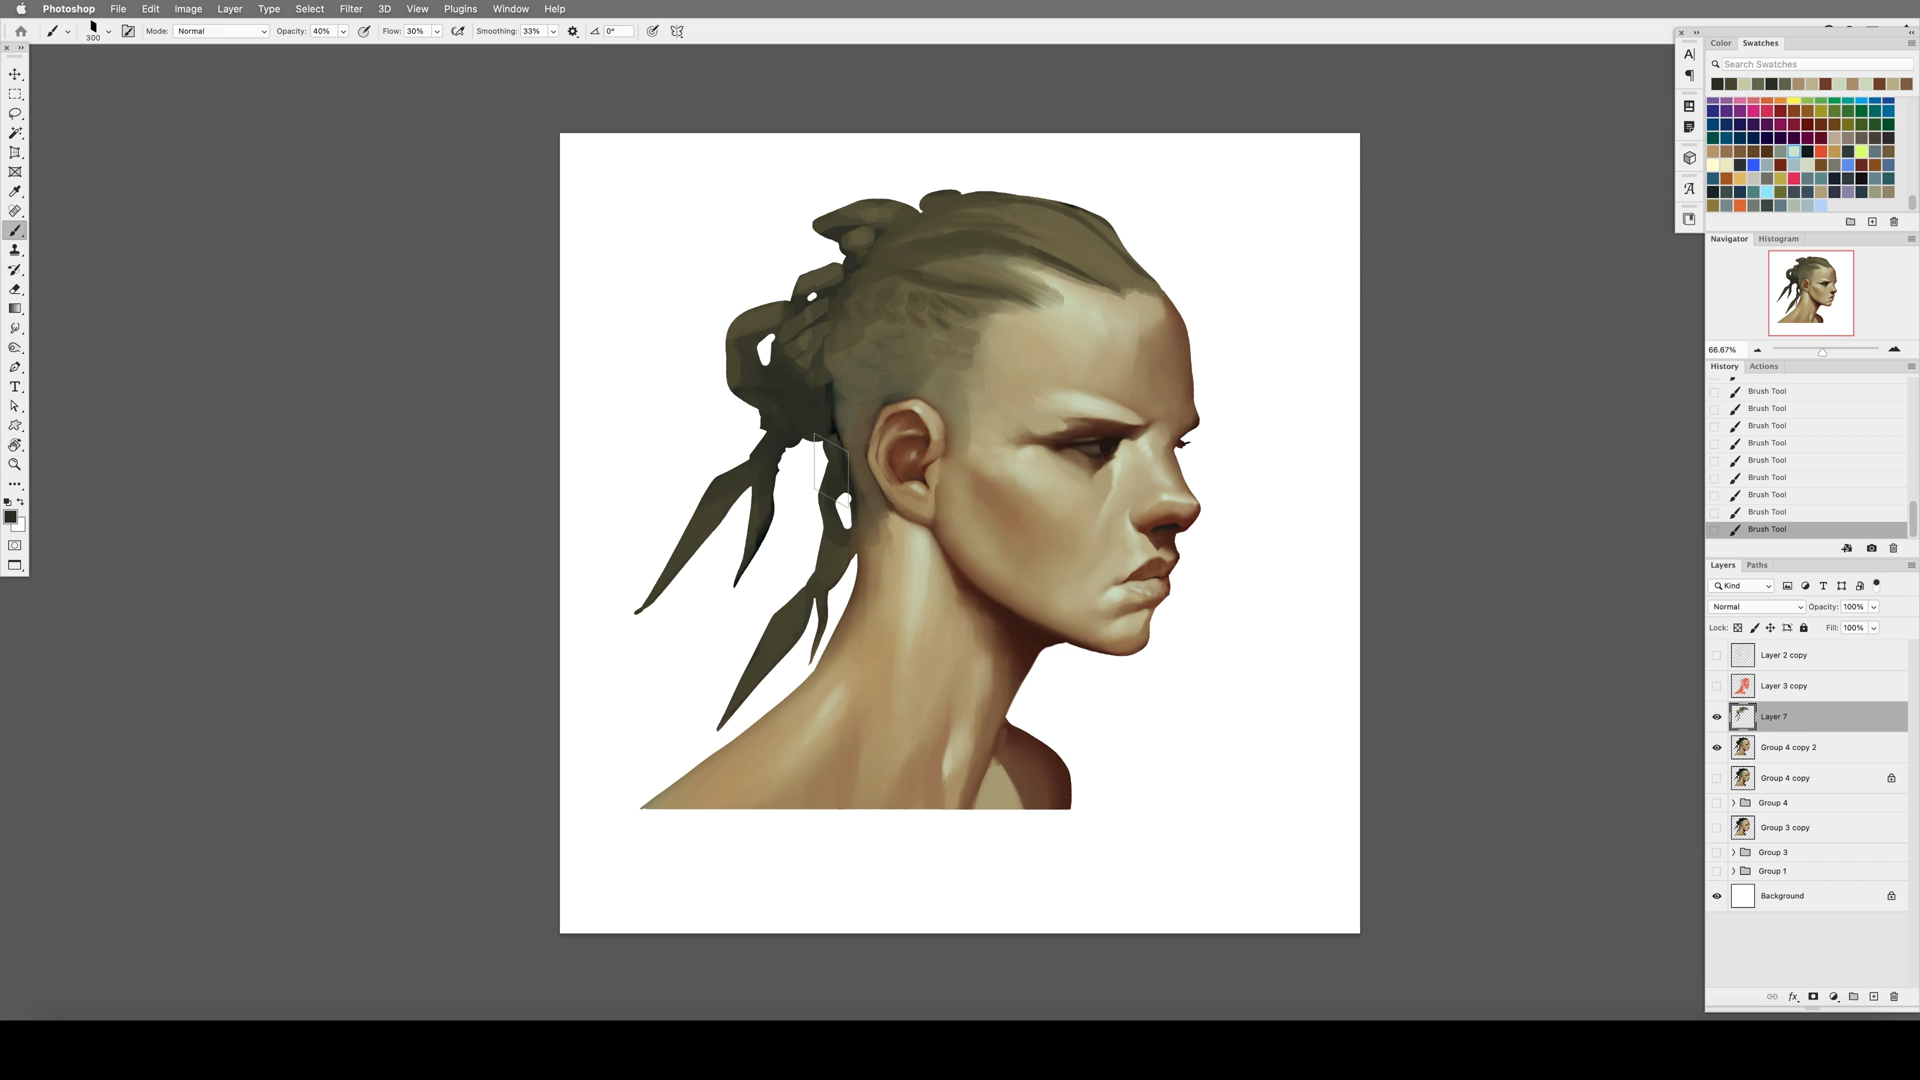 Photoshop File Edit Image Layer Type Select Filter 3D View Plugins Window Help
300 Mode: Normal Opacity: 40% Flow: 30% Smoothing: 33% 0°
Color Swatches
Search Swatches
Navigator Histogram
66.67%
History Actions
Brush Tool
Brush Tool
Brush Tool
Brush Tool
Brush Tool
Brush Tool
Brush Tool
Brush Tool
Brush Tool
Layers Paths
Kind
Normal Opacity: 100%
Lock: Fill: 100%
Layer 2 copy
Layer 3 copy
Layer 7
Group 4 copy 2
Group 4 copy
Group 4
Group 3 copy
Group 3
Group 1
Background
fx